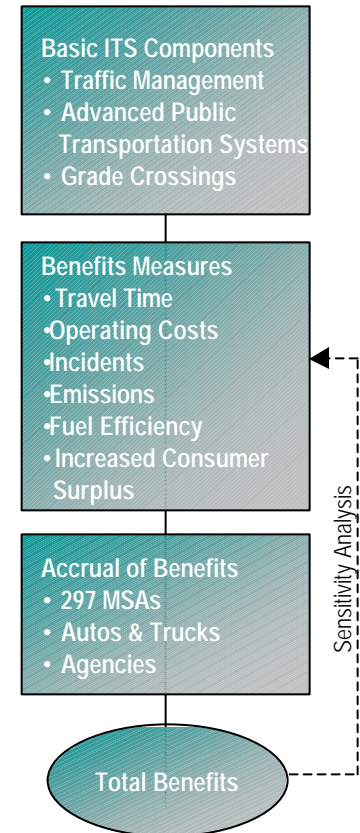 Basic ITS Components
• Traffic Management
• Advanced Public
Transportation Systems
• Grade Crossings
Benefits Measures
• Travel Time
•Operating Costs
•Incidents
•Emissions
•Fuel Efficiency
• Increased Consumer
Surplus
Sensitivity Analysis
Accrual of Benefits
• 297 MSAs
• Autos & Trucks
• Agencies
Total Benefits